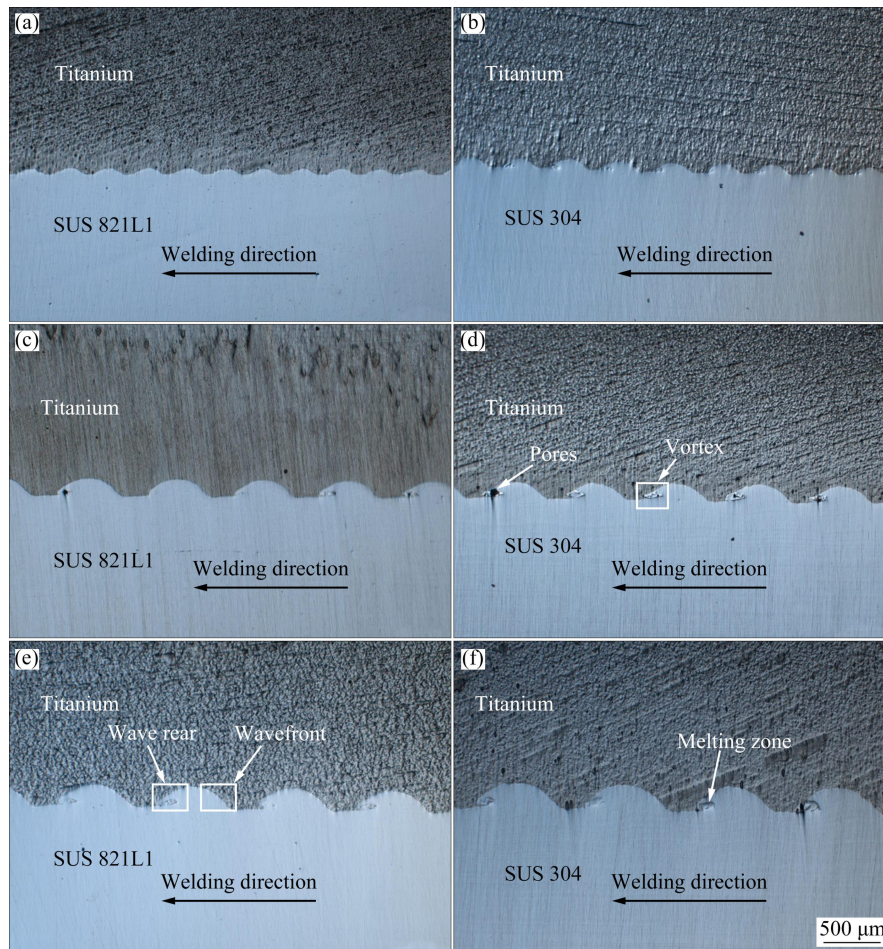 (a)
Titanium
SUS 821L1
Welding direction
(b)
Titanium
SUS 304
Welding direction
(c)
Titanium
SUS 821L1
Welding direction
(d)
Titanium
Pores
Vortex
SUS 304
Welding direction
(e)
Titanium
Wave rear
Wavefront
SUS 821L1
Welding direction
(f)
Titanium
Melting zone
SUS 304
Welding direction
500 μm